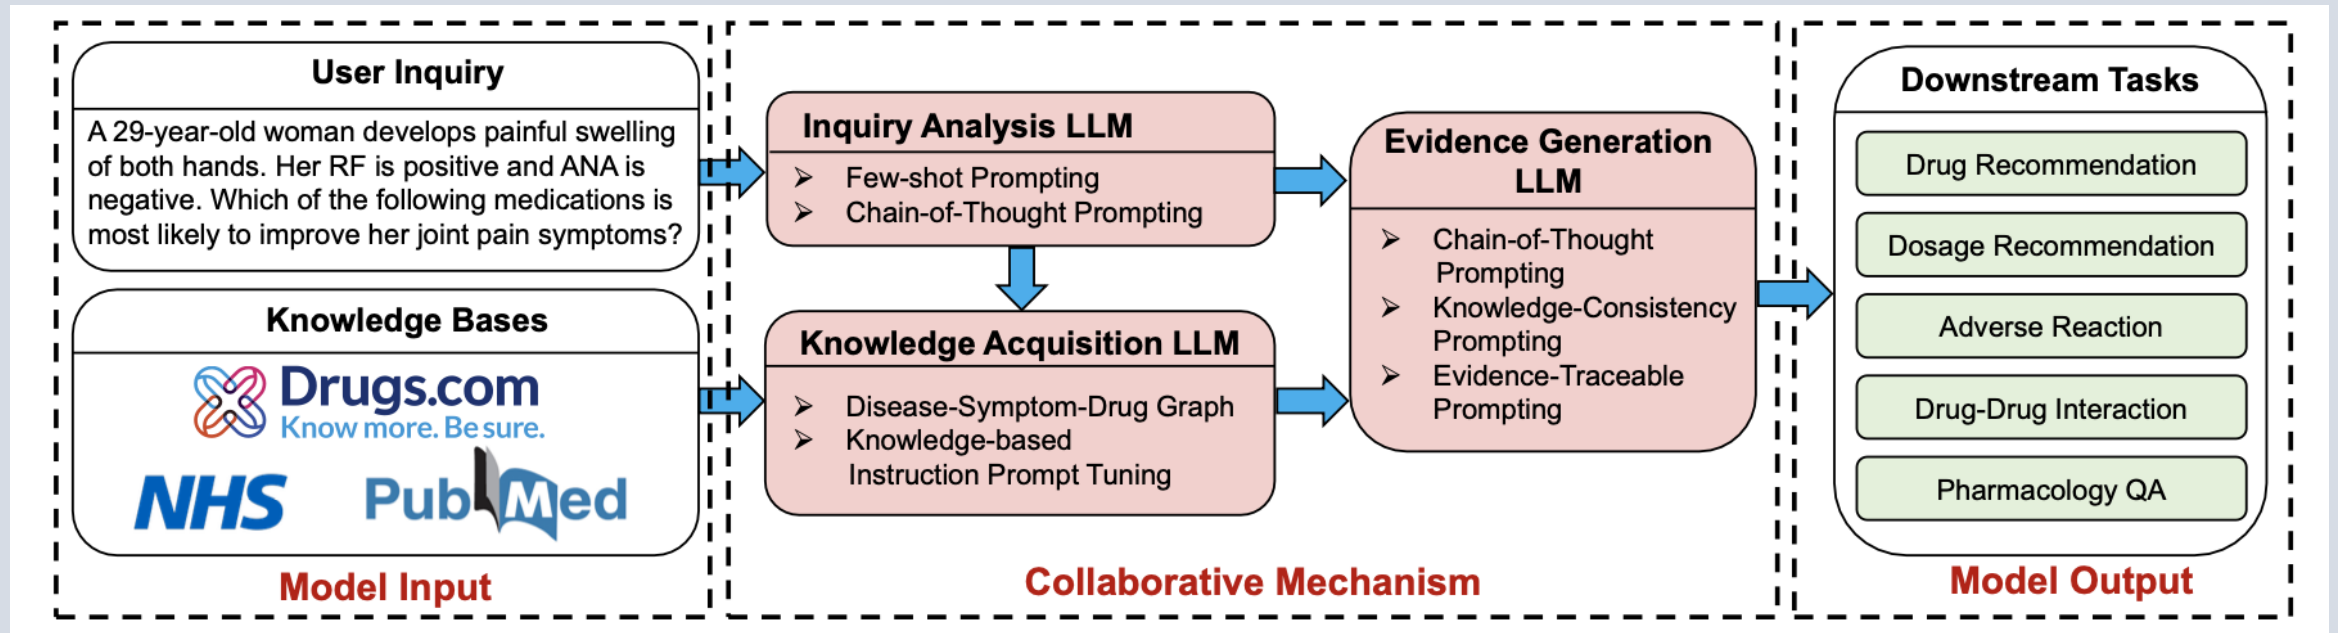 User Inquiry
A 29-year-old woman develops painful swelling
of both hands. Her RF is positive and ANA is
negative. Which of the following medications is
most likely to improve her joint pain symptoms?
Knowledge Bases
Drugs.com
Know more. Be sure.
NHS
PubMed
Model Input
Inquiry Analysis LLM
Few-shot Prompting
Chain-of-Thought Prompting
Knowledge Acquisition LLM
Disease-Symptom-Drug Graph
Knowledge-based
Instruction Prompt Tuning
Evidence Generation
LLM
Chain-of-Thought
Prompting
Knowledge-Consistency
Prompting
Evidence-Traceable
Prompting
Collaborative Mechanism
Downstream Tasks
Drug Recommendation
Dosage Recommendation
Adverse Reaction
Drug-Drug Interaction
Pharmacology QA
Model Output